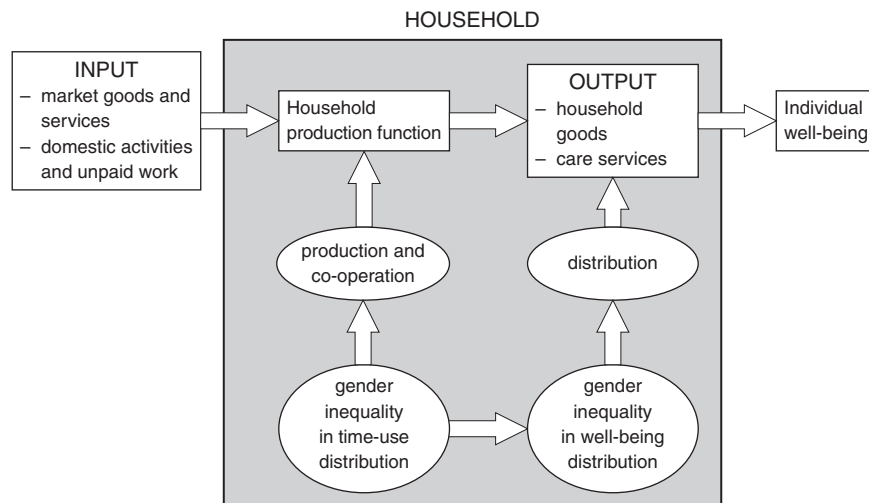 HOUSEHOLD
INPUT
– market goods and
services
– domestic activities
and unpaid work
Household
production function
OUTPUT
– household
goods
– care services
Individual
well-being
production and
co-operation
distribution
gender
inequality
in time-use
distribution
gender
inequality
in well-being
distribution